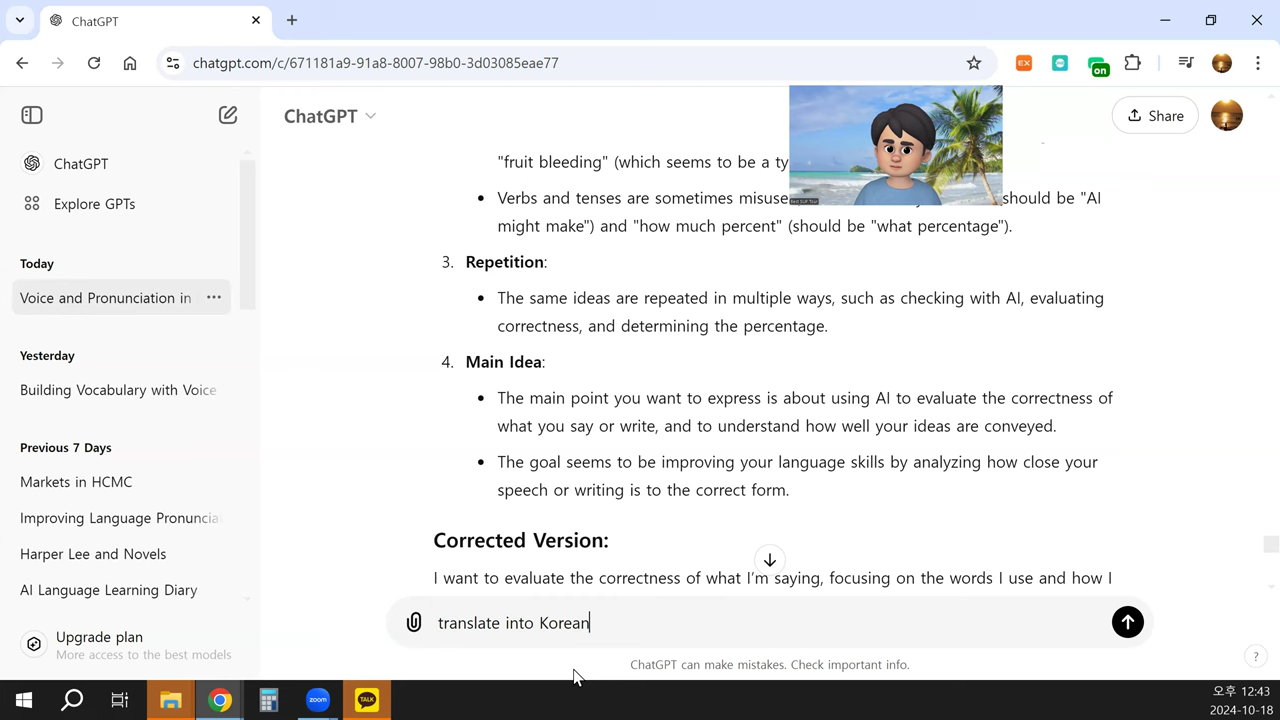 ChatGPT
chatgpt.com/c/671181a9-91a8-8007-98b0-3d03085eae77
EX
on
ChatGPT
Share
ChatGPT
Explore GPTs
Today
Voice and Pronunciation in
Yesterday
Building Vocabulary with Voice
Previous 7 Days
Markets in HCMC
Improving Language Pronuncia
Harper Lee and Novels
AI Language Learning Diary
Upgrade plan
More access to the best models
"fruit bleeding" (which seems to be a ty
Verbs and tenses are sometimes misuse should be "AI
might make") and "how much percent" (should be "what percentage").
3. Repetition:
The same ideas are repeated in multiple ways, such as checking with AI, evaluating
correctness, and determining the percentage.
4. Main Idea:
The main point you want to express is about using AI to evaluate the correctness of
what you say or write, and to understand how well your ideas are conveyed.
The goal seems to be improving your language skills by analyzing how close your
speech or writing is to the correct form.
Corrected Version:
I want to evaluate the correctness of what I'm saying, focusing on the words I use and how I
translate into Korean
ChatGPT can make mistakes. Check important info.
?
zoom
TALK
오후 12:43
2024-10-18